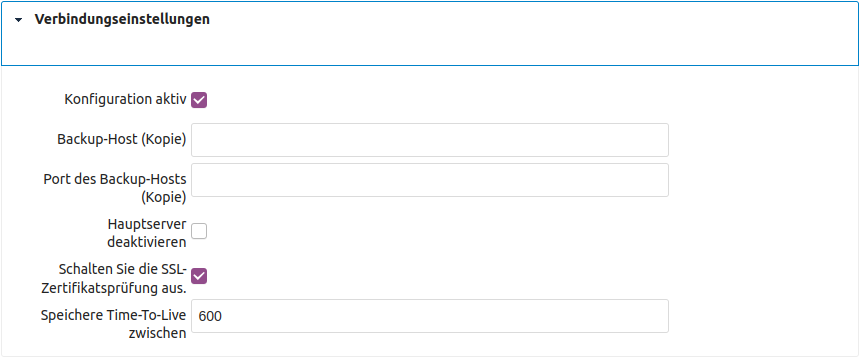 Verbindungseinstellungen
Konfiguration aktiv
Backup-Host (Kopie)
Port des Backup-Hosts
(Kopie)
Hauptserver
deaktivieren
Schalten Sie die SSL-
Zertifikatsprüfung aus.
Speichere Time-To-Live
zwischen
600